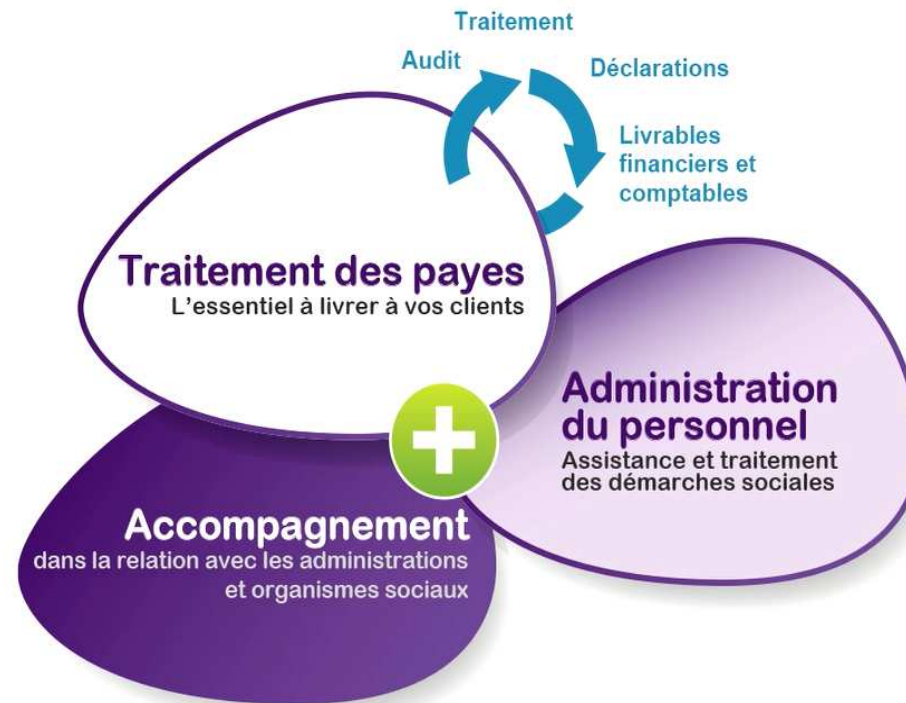 Traitement
Audit
Déclarations
Livrables
financiers et
comptables
Traitement des payes
L'essentiel à livrer à vos clients
Administration
du personnel
Assistance et traitement
des démarches sociales
Accompagnement
dans la relation avec les administrations
et organismes sociaux